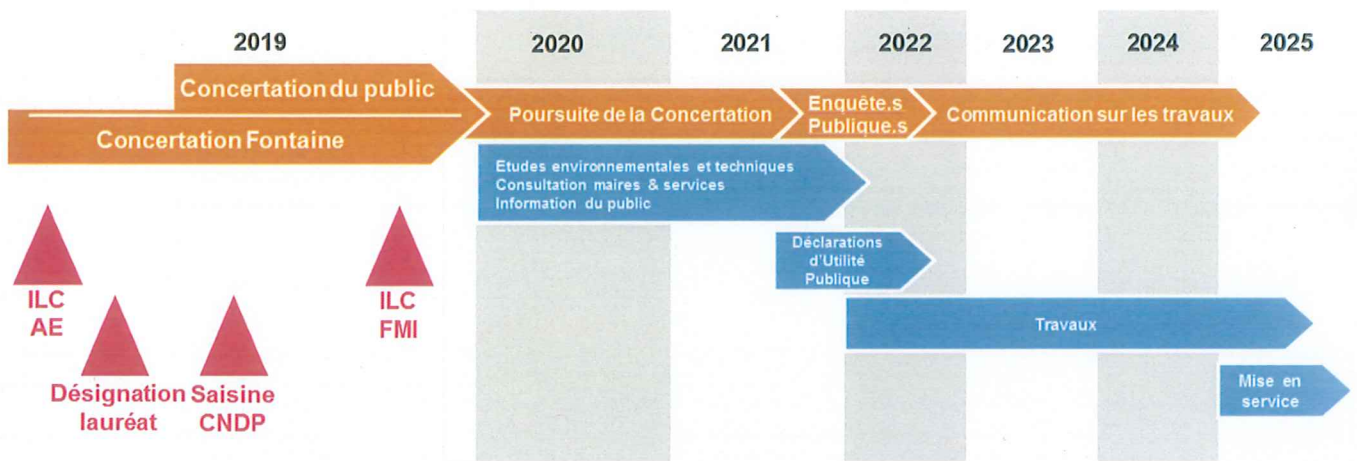 2019
2020
2021
2022
2023
2024
2025
Concertation du public
Concertation Fontaine
Poursuite de la Concertation
Enquête.s
Publique.s
Communication sur les travaux
Etudes environnementales et techniques
Consultation maires & services
Information du public
Déclarations
d'Utilité
Publique
ILC
AE
ILC
FMI
Travaux
Désignation
lauréat
Saisine
CNDP
Mise en
service